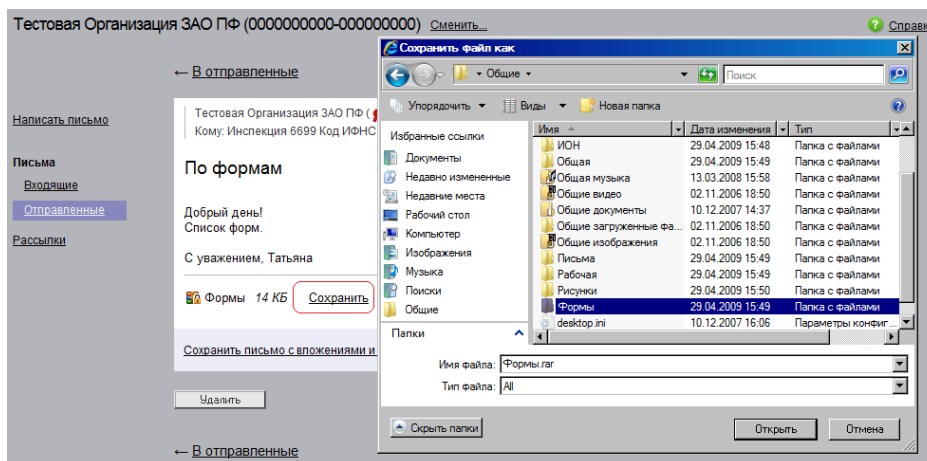 Тестовая Организация ЗАО ПФ (0000000000-000000000) Сменить...
Справк
← В отправленные
Написать письмо
Письма
Входящие
Отправленные
Рассылки
Тестовая Организация ЗАО ПФ (
Кому: Инспекция 6699 Код ИФНС
По формам
Добрый день!
Список форм.
С уважением, Татьяна
Формы 14 КБ Сохранить
Сохранить письмо с вложениями и
Удалить
← В отправленные
Сохранить файл как
Общие
Поиск
Упорядочить Виды Новая папка
Избранные ссылки
Документы
Недавно измененные
Недавние места
Рабочий стол
Компьютер
Изображения
Музыка
Поиски
Общие
Папки
Имя Дата изменения Тип
ИОН 29.04.2009 15:48 Папка с файлами
Общая 29.04.2009 15:49 Папка с файлами
Общая музыка 13.03.2008 15:58 Папка с файлами
Общие видео 02.11.2006 18:50 Папка с файлами
Общие документы 10.12.2007 14:37 Папка с файлами
Общие загруженные фа... 02.11.2006 18:50 Папка с файлами
Общие изображения 02.11.2006 18:50 Папка с файлами
Письма 29.04.2009 15:49 Папка с файлами
Рабочая 29.04.2009 15:49 Папка с файлами
Рисунки 29.04.2009 15:50 Папка с файлами
Формы 29.04.2009 15:49 Папка с файлами
desktop.ini 10.12.2007 16:06 Параметры конфиг...
Имя файла: Формы.rar
Тип файла: All
Скрыть папки Открыть Отмена